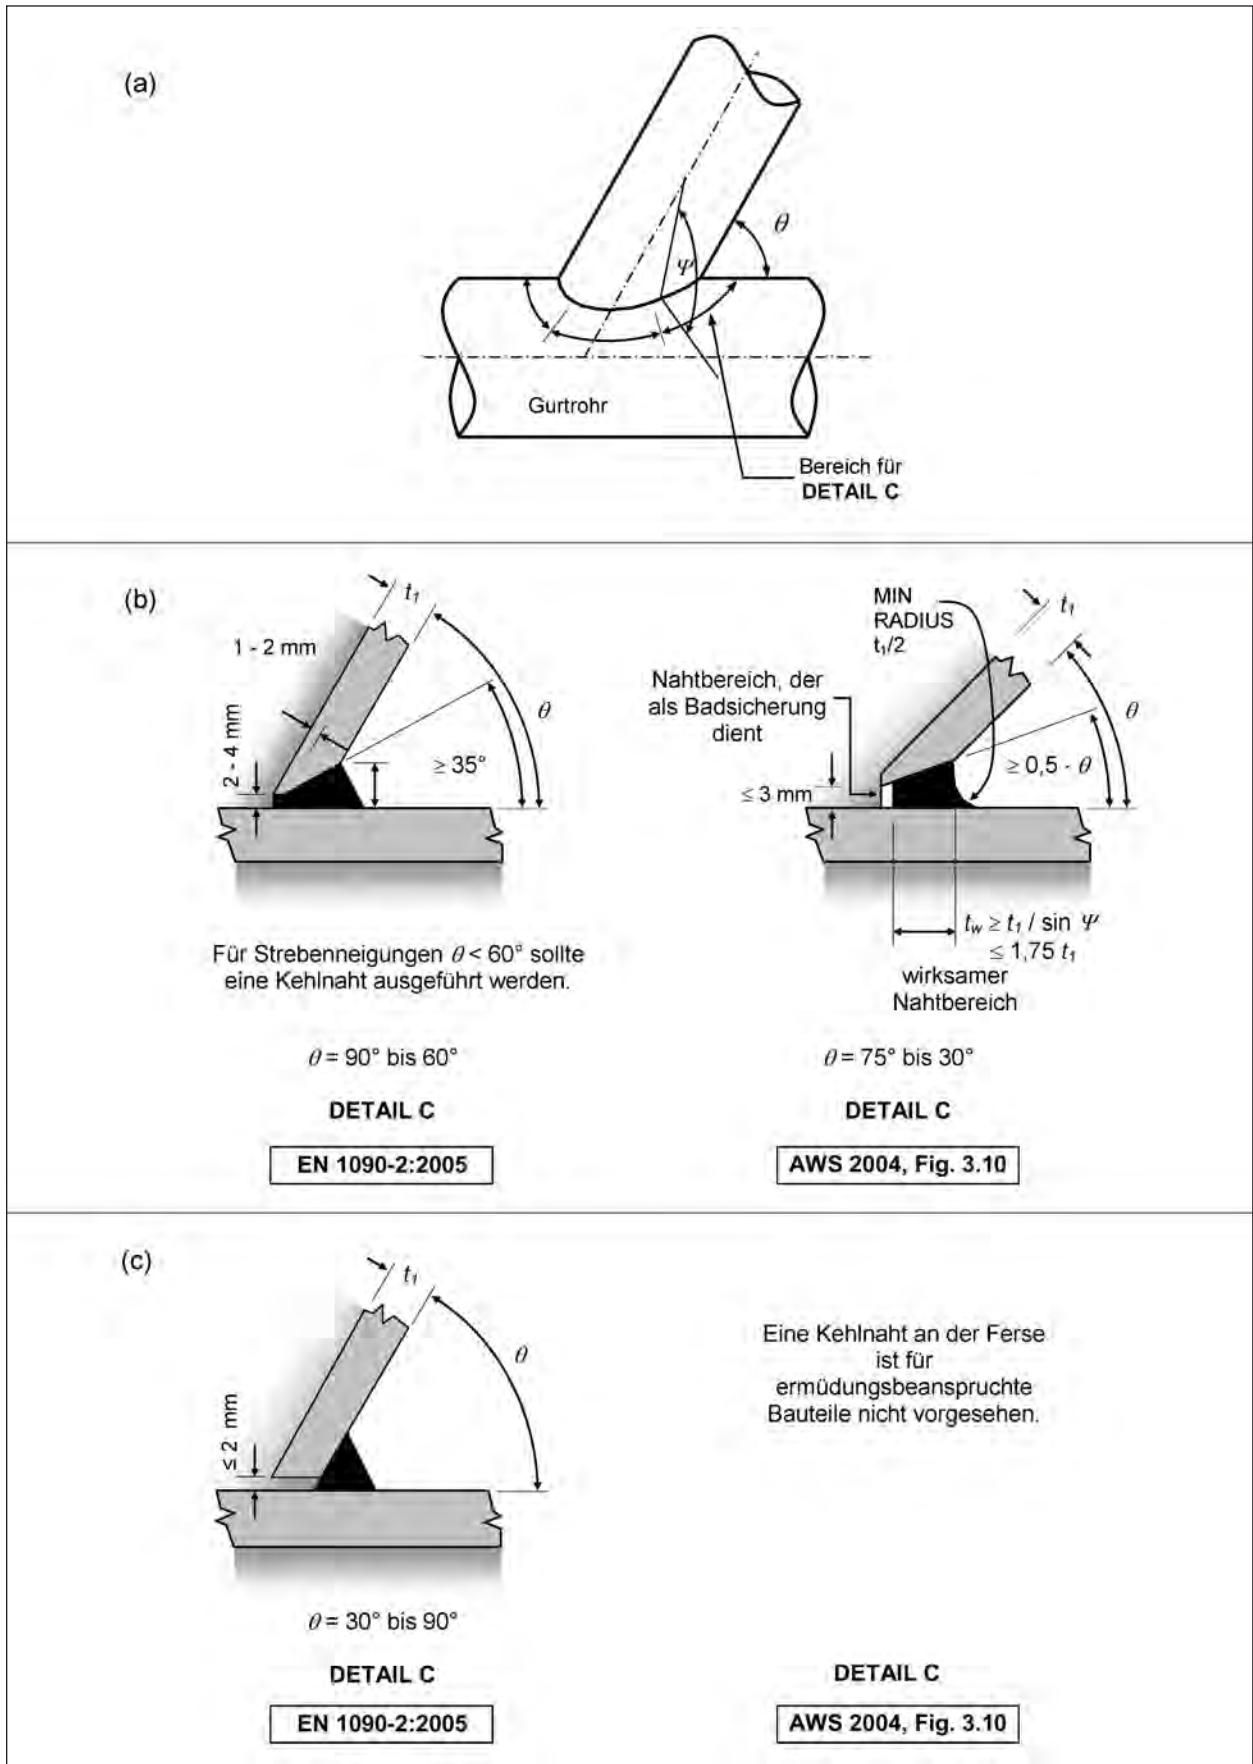 (a)
θ
Ψ
Gurtrohr
Bereich für
DETAIL C
(b)
t1
1 - 2 mm
2 - 4 mm
θ
≥ 35°
Für Strebenneigungen θ < 60° sollte
eine Kehlnaht ausgeführt werden.
θ = 90° bis 60°
DETAIL C
EN 1090-2:2005
MIN
RADIUS
t1/2
t1
Nahtbereich, der
als Badsicherung
dient
θ
≥ 0,5 - θ
≤ 3 mm
tw ≥ t1 / sin Ψ
≤ 1,75 t1
wirksamer
Nahtbereich
θ = 75° bis 30°
DETAIL C
AWS 2004, Fig. 3.10
(c)
t1
θ
≤ 2 mm
θ = 30° bis 90°
DETAIL C
EN 1090-2:2005
Eine Kehlnaht an der Ferse
ist für
ermüdungsbeanspruchte
Bauteile nicht vorgesehen.
DETAIL C
AWS 2004, Fig. 3.10